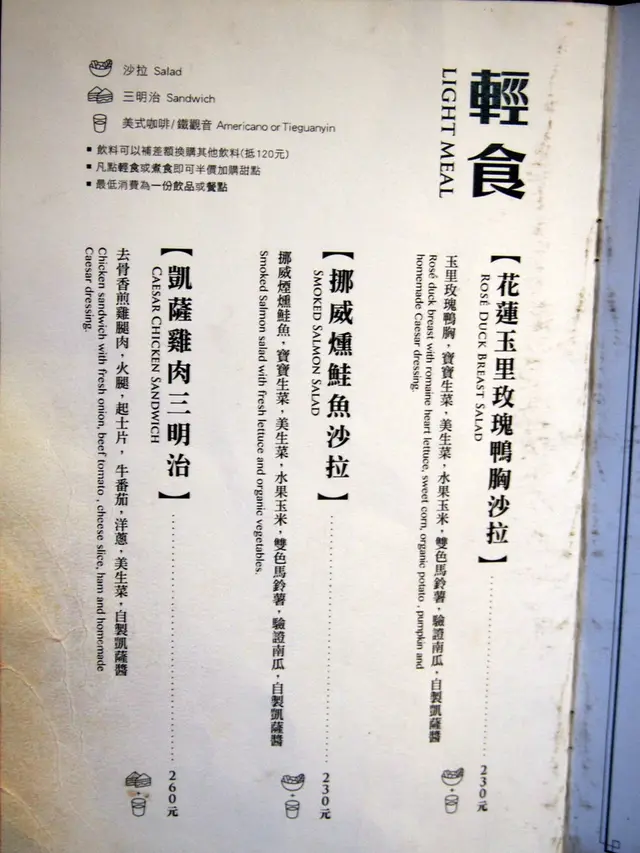 輕食
LIGHT MEAL
沙拉 Salad
三明治 Sandwich
美式咖啡/鐵觀音 Americano or Tieguanyin
▪ 飲料可以補差額換購其他飲料(抵120元)
▪ 凡點輕食或煮食即可半價加購甜點
▪ 最低消費為一份飲品或餐點
【花蓮玉里玫瑰鴨胸沙拉】
ROSÉ DUCK BREAST SALAD
230元
玉里玫瑰鴨胸，寶寶生菜，美生菜，水果玉米，雙色馬鈴薯，驗證南瓜，自製凱薩醬
Rosé duck breast with romaine heart lettuce, sweet corn, organic potato , pumpkin and
homemade Caesar dressing.
【挪威燻鮭魚沙拉】
SMOKED SALMON SALAD
230元
挪威煙燻鮭魚，寶寶生菜，美生菜，水果玉米，雙色馬鈴薯，驗證南瓜，自製凱薩醬
Smoked Salmon salad with fresh lettuce and organic vegetables.
【凱薩雞肉三明治】
CAESAR CHICKEN SANDWICH
260元
去骨香煎雞腿肉，火腿，起士片，牛番茄，洋蔥，美生菜，自製凱薩醬
Chicken sandwich with fresh onion, beef tomato , cheese slice, ham and homemade
Caesar dressing.